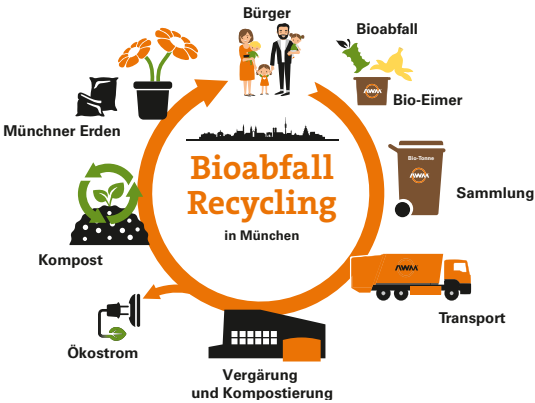 Bürger
Bioabfall
AWM
Bio-Eimer
Bio-Tonne
AWM
Sammlung
AWM
Transport
Vergärung
und Kompostierung
Ökostrom
Kompost
Münchner Erden
Bioabfall
Recycling
in München